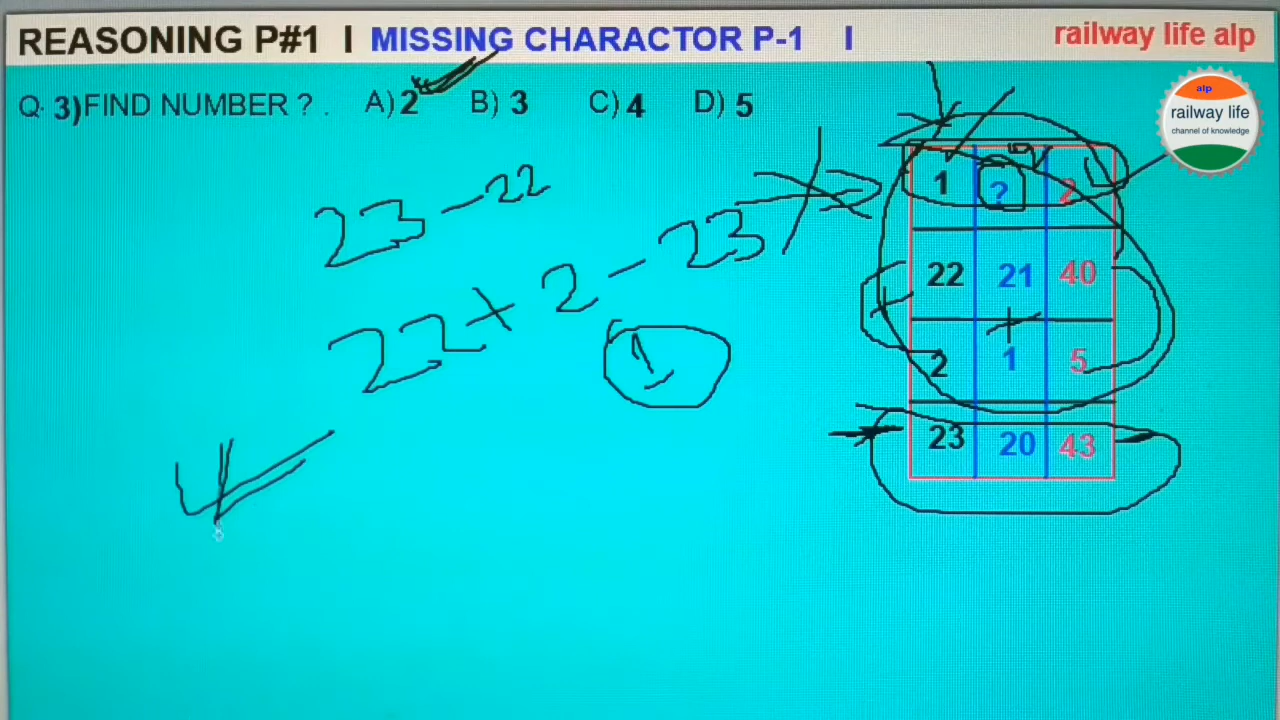 REASONING P#1 I MISSING CHARACTOR P-1 I railway life alp
Q. 3)FIND NUMBER ? . A) 2 B) 3 C) 4 D) 5
alp
railway life
channel of knowledge
1 ? 2
22 21 40
2 1 5
23 20 43
23 - 22
22 + 2 - 23
1